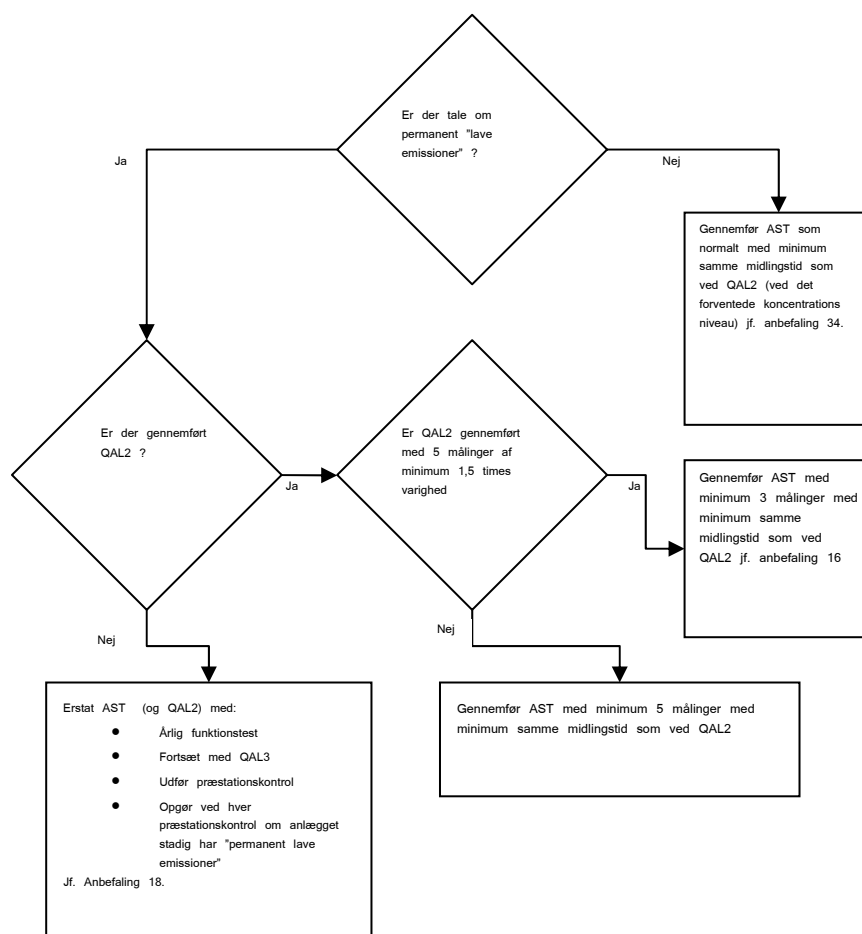 Er der tale om
permanent "lave
emissioner" ?
Ja
Nej
Gennemfør AST som
normalt med minimum
samme midlingstid som
ved QAL2 (ved det
forventede koncentrations
niveau) jf. anbefaling 34.
Er der gennemført
QAL2 ?
Ja
Er QAL2 gennemført
med 5 målinger af
minimum 1,5 times
varighed
Ja
Gennemfør AST med
minimum 3 målinger med
minimum samme
midlingstid som ved
QAL2 jf. anbefaling 16
Nej
Nej
Erstat AST (og QAL2) med:
● Årlig funktionstest
● Fortsæt med QAL3
● Udfør præstationskontrol
● Opgør ved hver
præstationskontrol om anlægget
stadig har "permanent lave
emissioner"
Jf. Anbefaling 18.
Gennemfør AST med minimum 5 målinger med
minimum samme midlingstid som ved QAL2